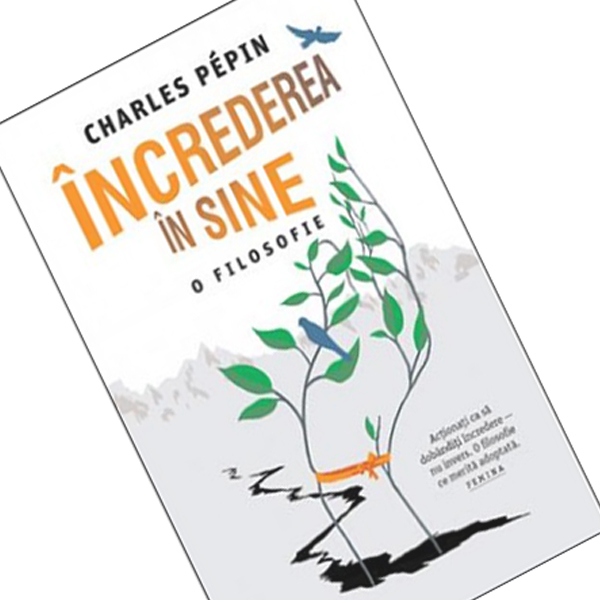 CHARLES PÉPIN
ÎNCREDEREA
ÎN SINE
O FILOSOFIE
Acționați ca să
dobândiți încredere —
nu invers. O filosofie
ce merită adoptată.
FEMINA